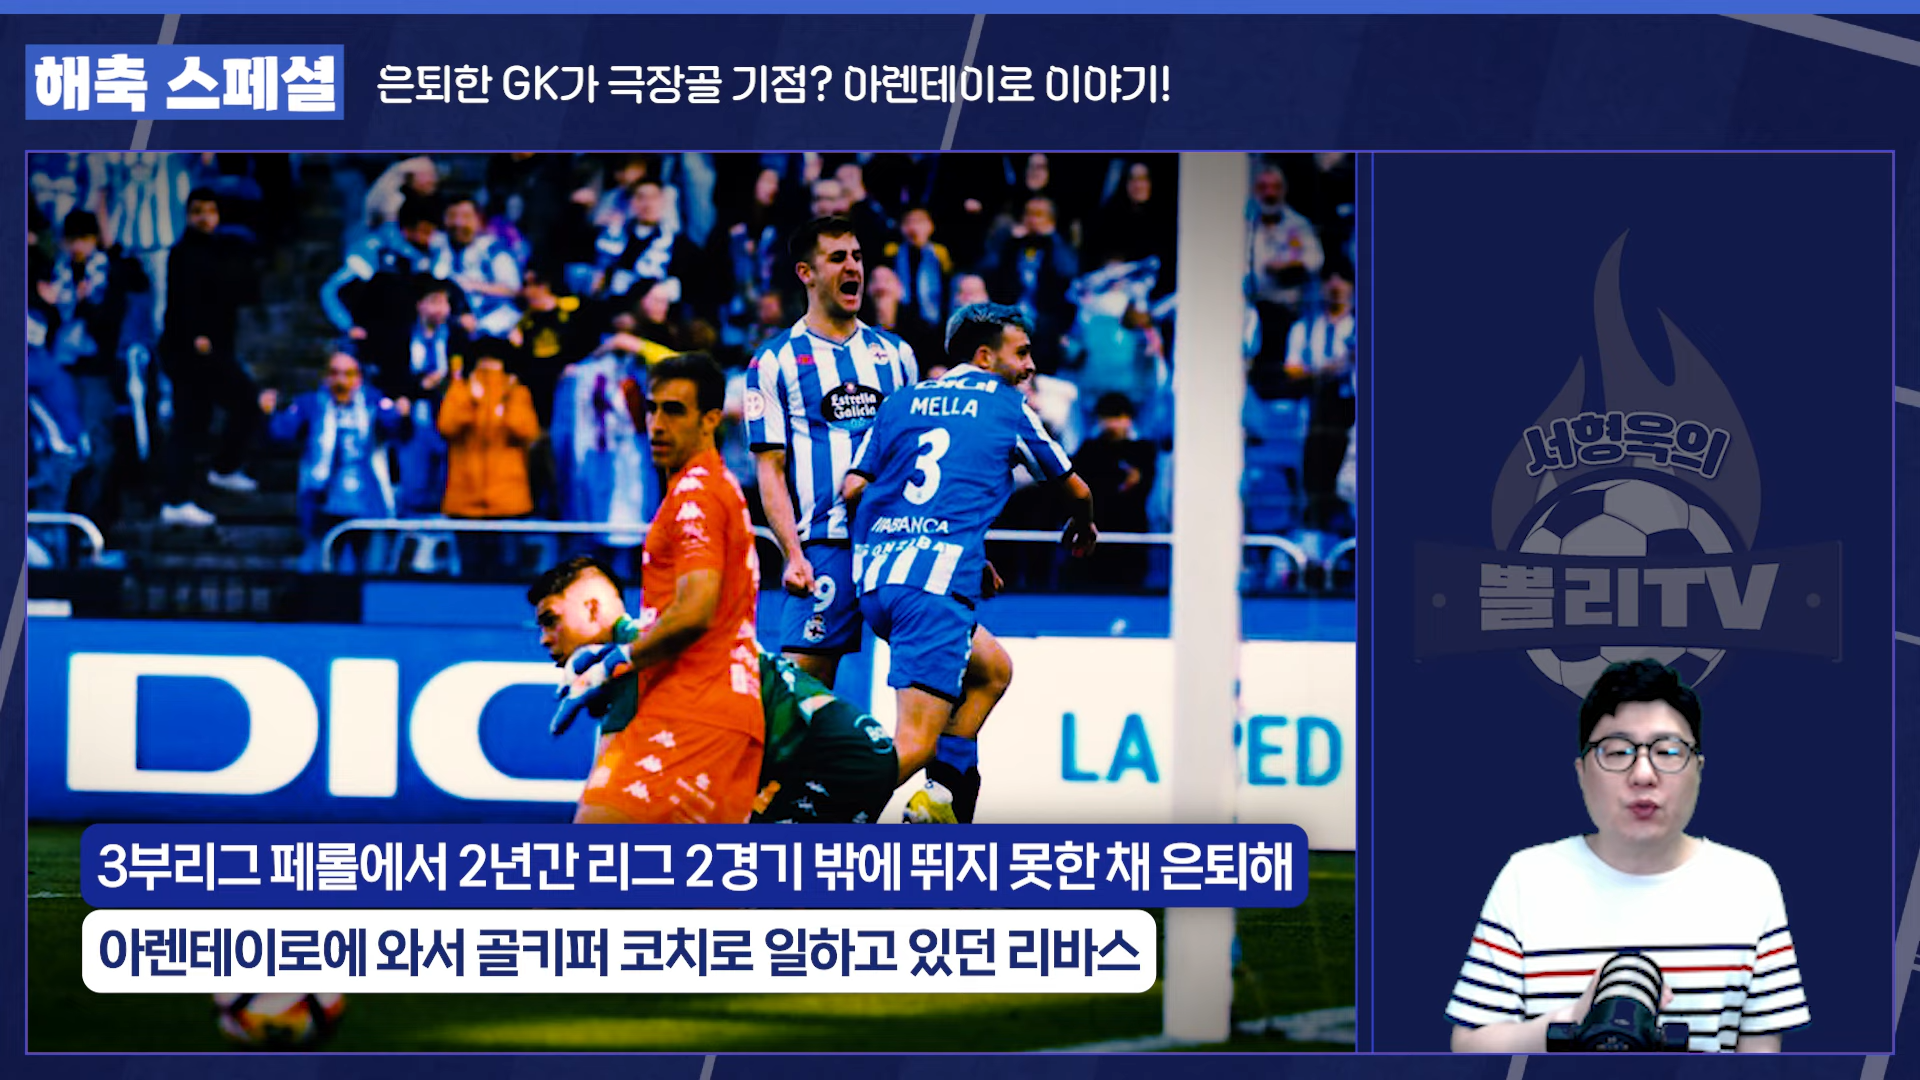 해축 스페셜
은퇴한 GK가 극장골 기점? 아렌테이로 이야기!
Estrella
Galicia
DIGI
MELLA
3
ABANCA
9
DIG
LA RED
서형욱의
뽈리TV
3부리그 페롤에서 2년간 리그 2경기 밖에 뛰지 못한 채 은퇴해
아렌테이로에 와서 골키퍼 코치로 일하고 있던 리바스